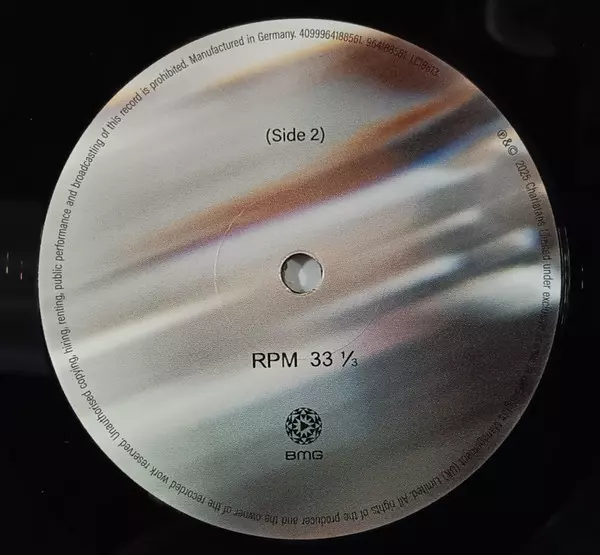 (Side 2)
RPM 33 ⅓
BMG
℗&© 2025 Charlatans Limited under exclusive (UK) Limited. All rights of the producer and the owner of the recorded work reserved. Unauthorised copying, hiring, renting, public performance and broadcasting of this record is prohibited. Manufactured in Germany. 4099964188561. 964188561. LC19813.